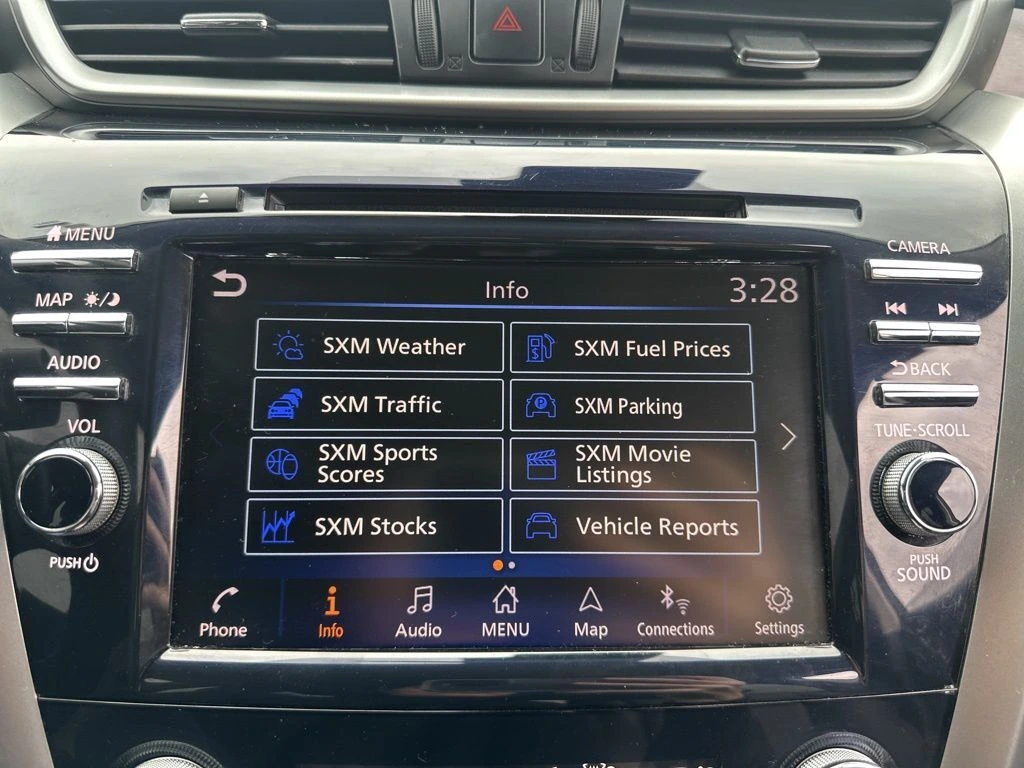 MENU
CAMERA
MAP
AUDIO
BACK
VOL
TUNE·SCROLL
PUSH
PUSH
SOUND
Info
3:28
SXM Weather
SXM Fuel Prices
SXM Traffic
SXM Parking
SXM Sports
Scores
SXM Movie
Listings
SXM Stocks
Vehicle Reports
Phone
Info
Audio
MENU
Map
Connections
Settings